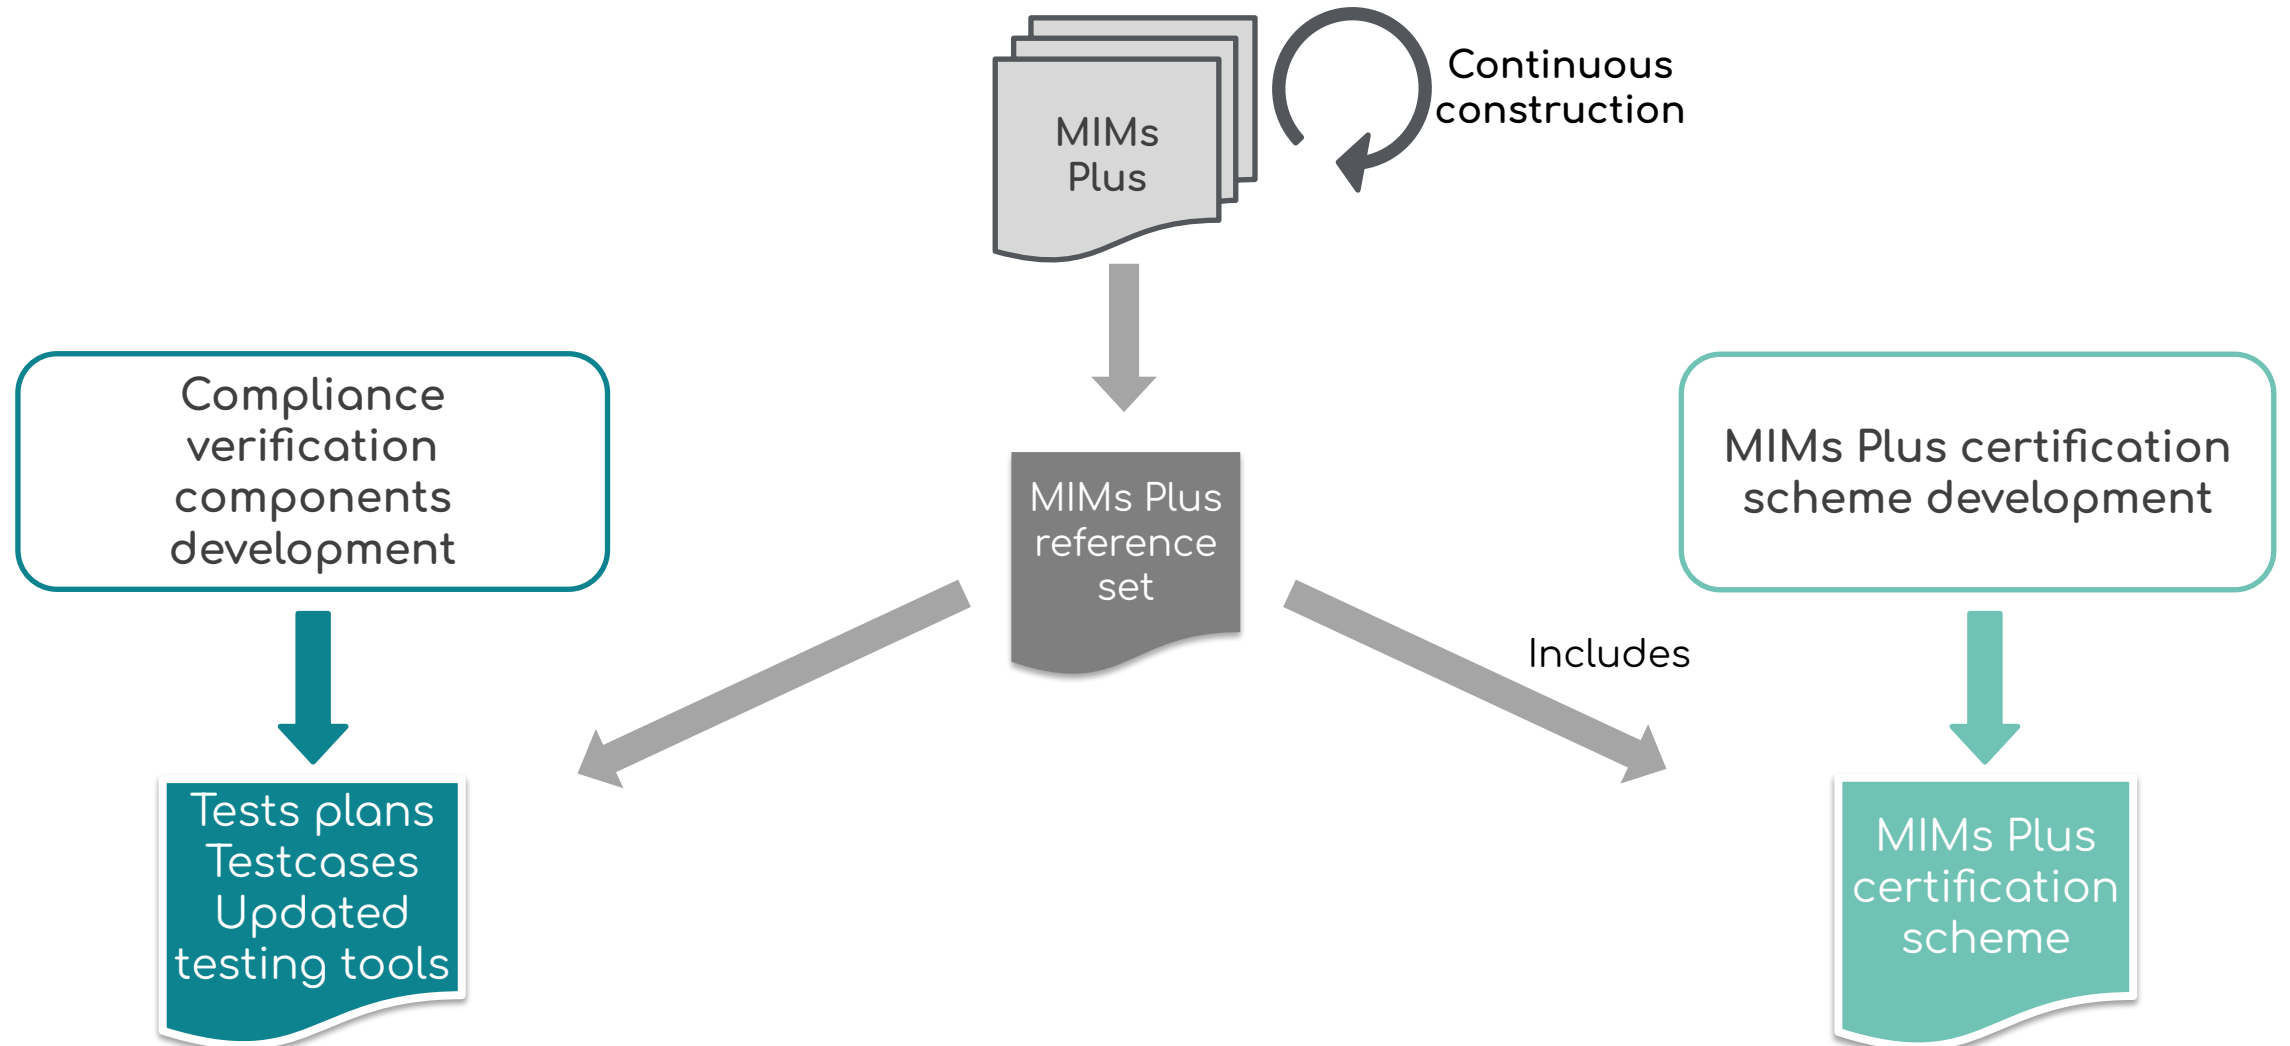 MIMs
Plus
Continuous
construction
Compliance
verification
components
development
MIMs Plus
reference
set
MIMs Plus certification
scheme development
Includes
Tests plans
Testcases
Updated
testing tools
MIMs Plus
certification
scheme